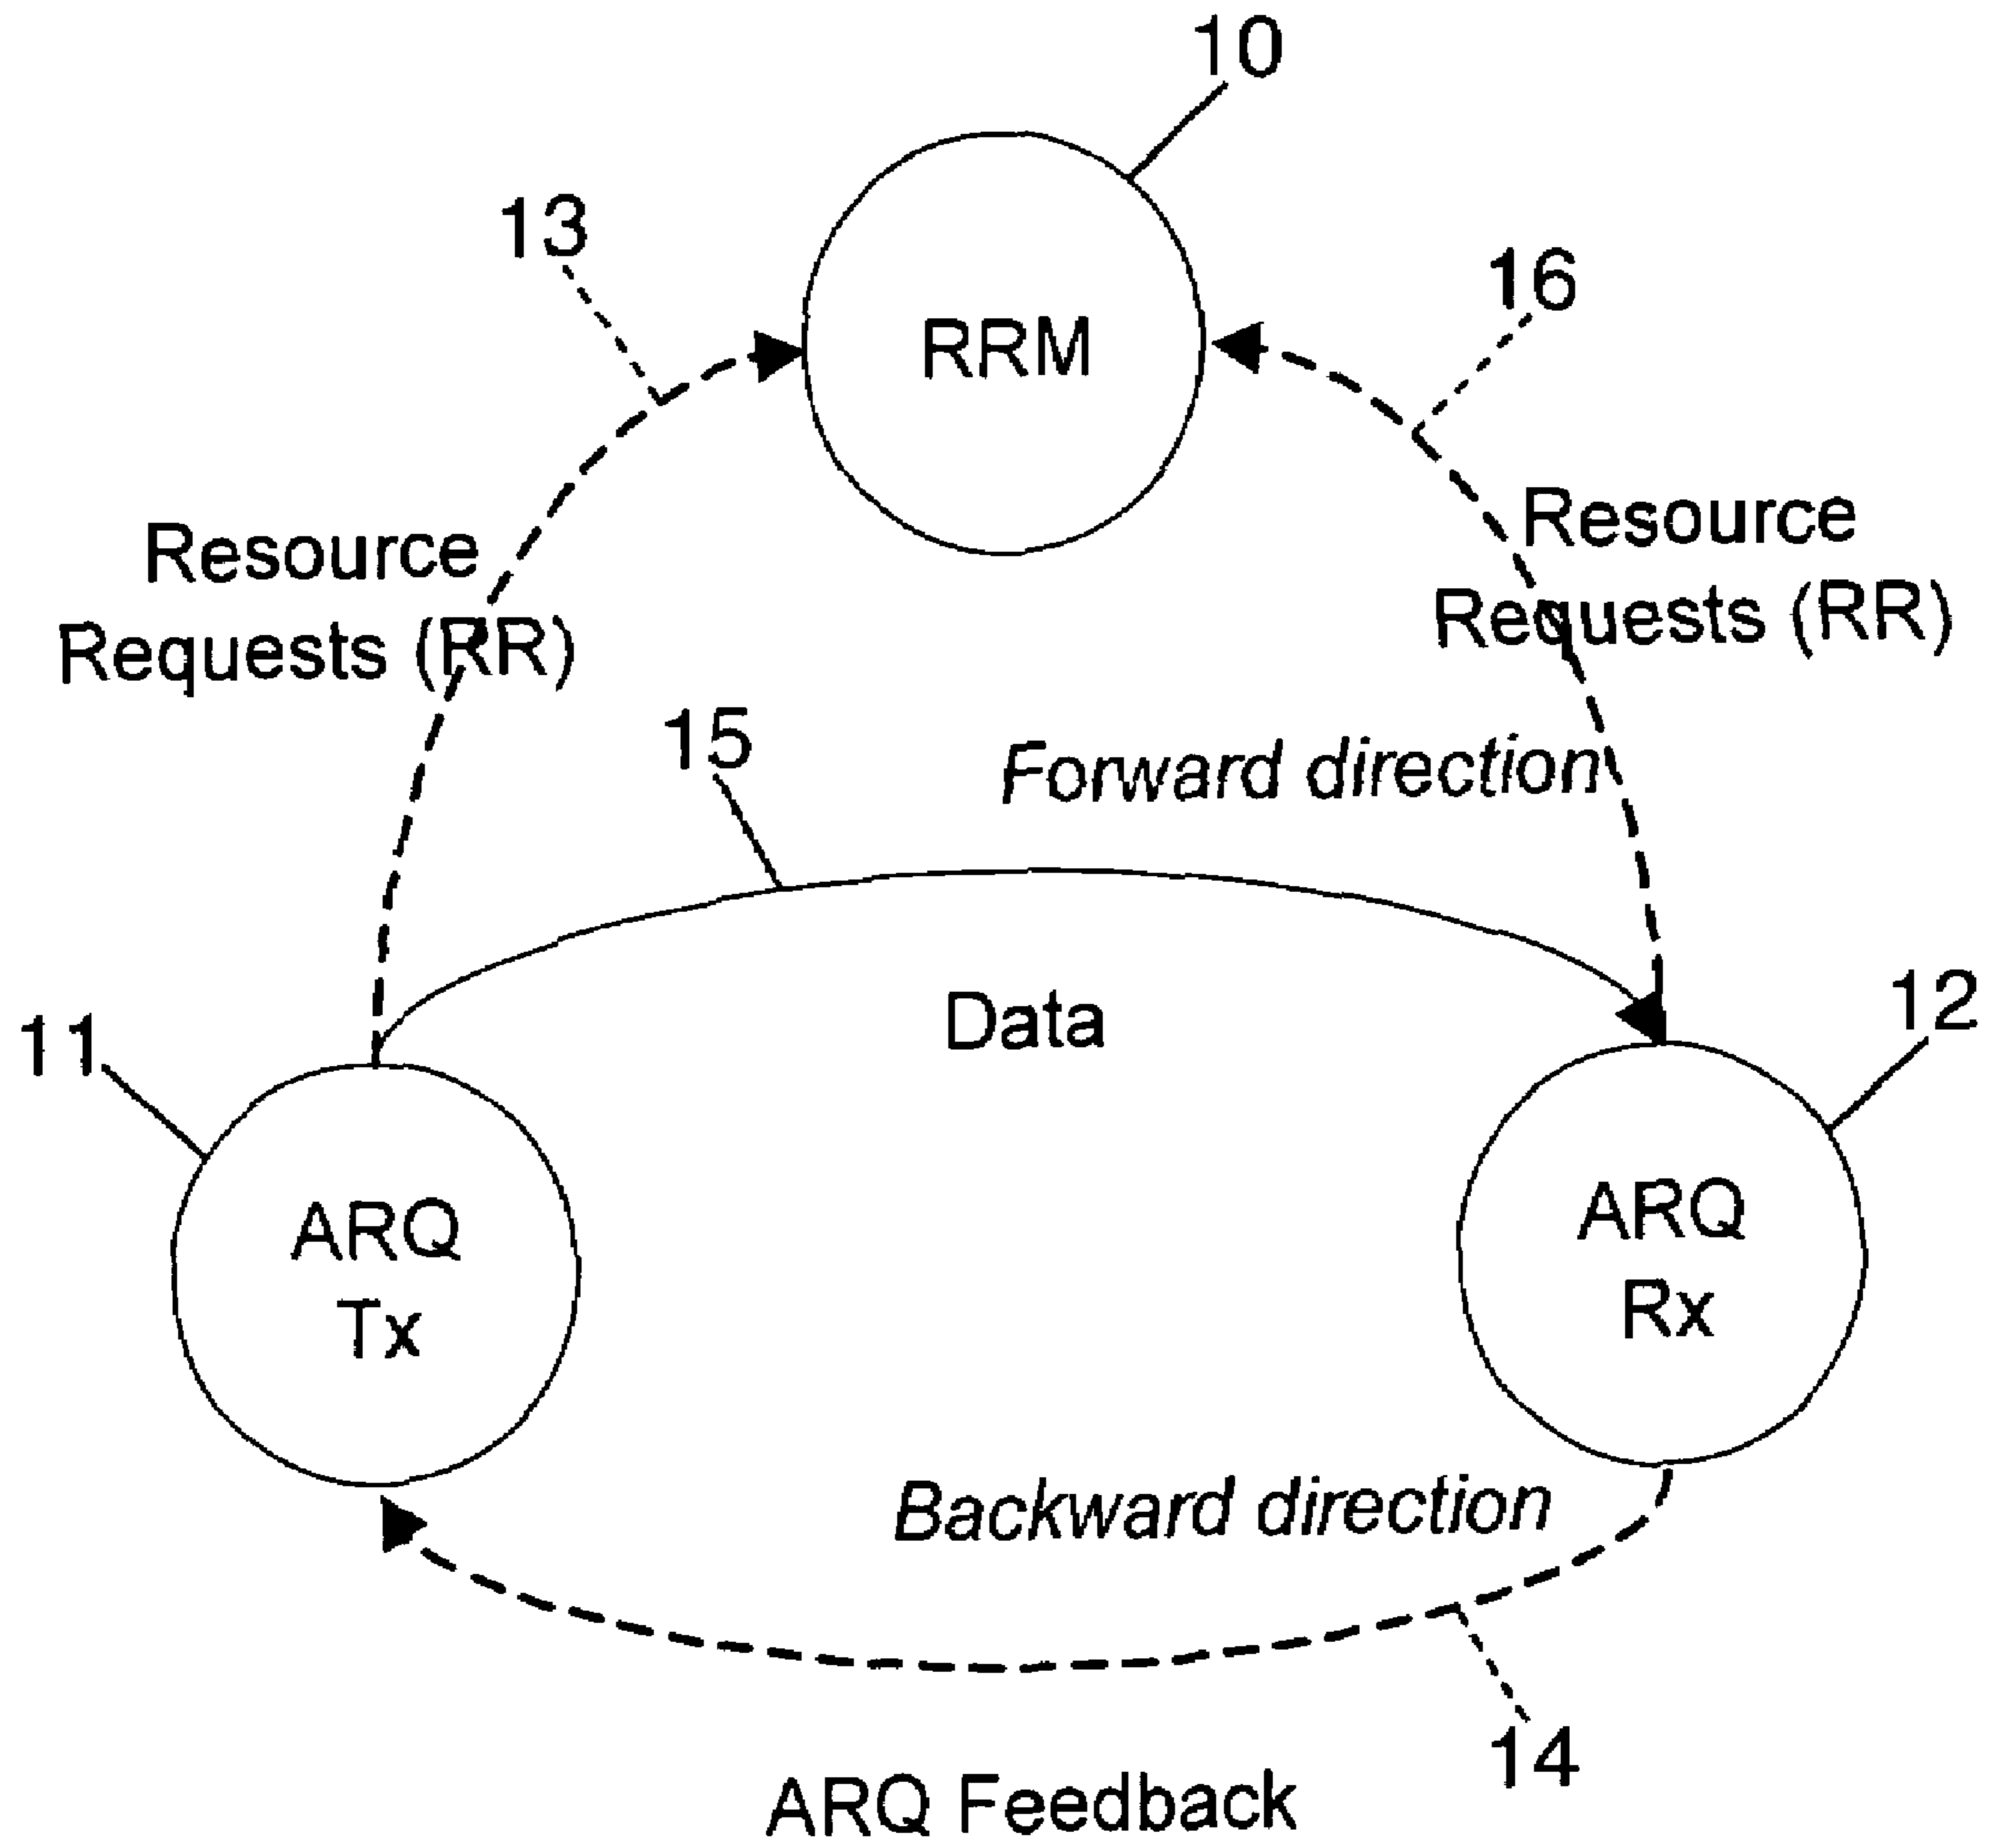 10
13
16
RRM
Resource
Requests (RR)
Resource
Requests (RR)
15
Forward direction
Data
11
12
ARQ
Tx
ARQ
Rx
Backward direction
14
ARQ Feedback